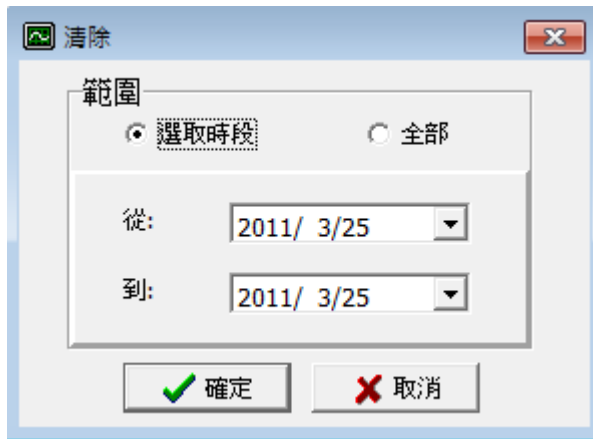 清除
範圍
選取時段 全部
從: 2011/ 3/25
到: 2011/ 3/25
確定 取消